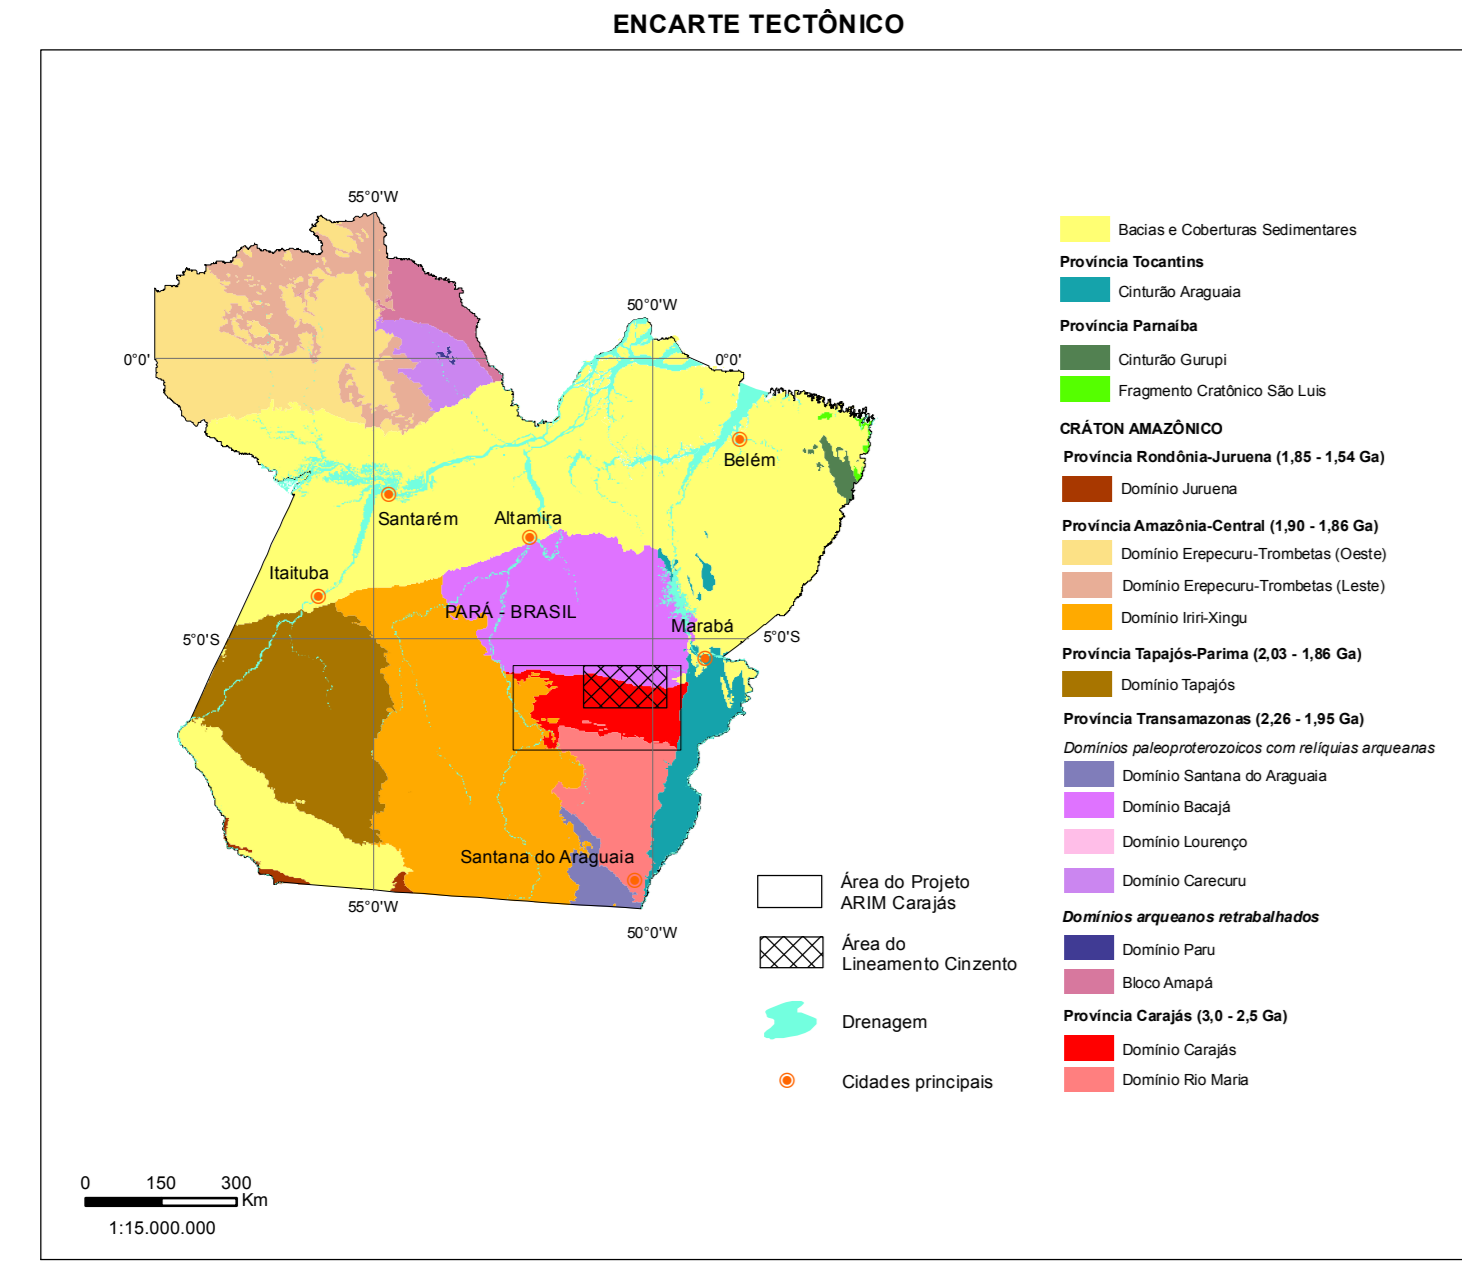 ENCARTE TECTÔNICO
55°0'W
50°0'W
0°0'
0°0'
Belém
Santarém
Altamira
Itaituba
PARÁ - BRASIL
Marabá
5°0'S
5°0'S
Santana do Araguaia
55°0'W
50°0'W
Bacias e Coberturas Sedimentares
Província Tocantins
Cinturão Araguaia
Província Parnaíba
Cinturão Gurupi
Fragmento Cratônico São Luis
CRÁTON AMAZÔNICO
Província Rondônia-Juruena (1,85 - 1,54 Ga)
Domínio Juruena
Província Amazônia-Central (1,90 - 1,86 Ga)
Domínio Erepecuru-Trombetas (Oeste)
Domínio Erepecuru-Trombetas (Leste)
Domínio Iriri-Xingu
Província Tapajós-Parima (2,03 - 1,86 Ga)
Domínio Tapajós
Província Transamazonas (2,26 - 1,95 Ga)
Domínios paleoproterozoicos com relíquias arqueanas
Domínio Santana do Araguaia
Domínio Bacajá
Domínio Lourenço
Domínio Carecuru
Domínios arqueanos retrabalhados
Domínio Paru
Bloco Amapá
Província Carajás (3,0 - 2,5 Ga)
Domínio Carajás
Domínio Rio Maria
Área do Projeto
ARIM Carajás
Área do
Lineamento Cinzento
Drenagem
Cidades principais
0 150 300
Km
1:15.000.000